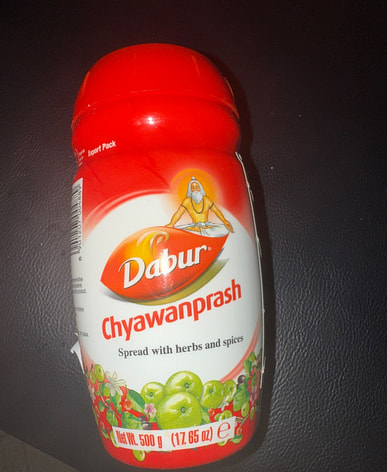 Export Pack
Dabur
Chyawanprash
Spread with herbs and spices
Net Wt. 500 g (17.65 oz) e